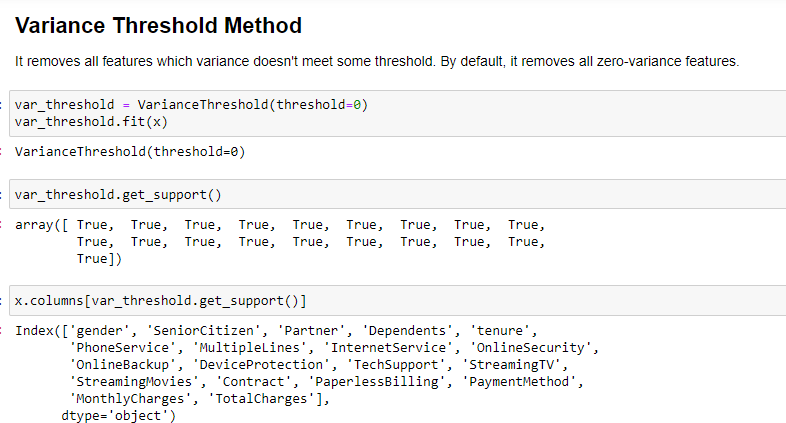 Variance Threshold Method
It removes all features which variance doesn't meet some threshold. By default, it removes all zero-variance features.
var_threshold = VarianceThreshold(threshold=0)
var_threshold.fit(x)
VarianceThreshold(threshold=0)
var_threshold.get_support()
array([ True, True, True, True, True, True, True, True, True,
True, True, True, True, True, True, True, True, True,
True])
x.columns[var_threshold.get_support()]
Index(['gender', 'SeniorCitizen', 'Partner', 'Dependents', 'tenure',
'PhoneService', 'MultipleLines', 'InternetService', 'OnlineSecurity',
'OnlineBackup', 'DeviceProtection', 'TechSupport', 'StreamingTV',
'StreamingMovies', 'Contract', 'PaperlessBilling', 'PaymentMethod',
'MonthlyCharges', 'TotalCharges'],
dtype='object')